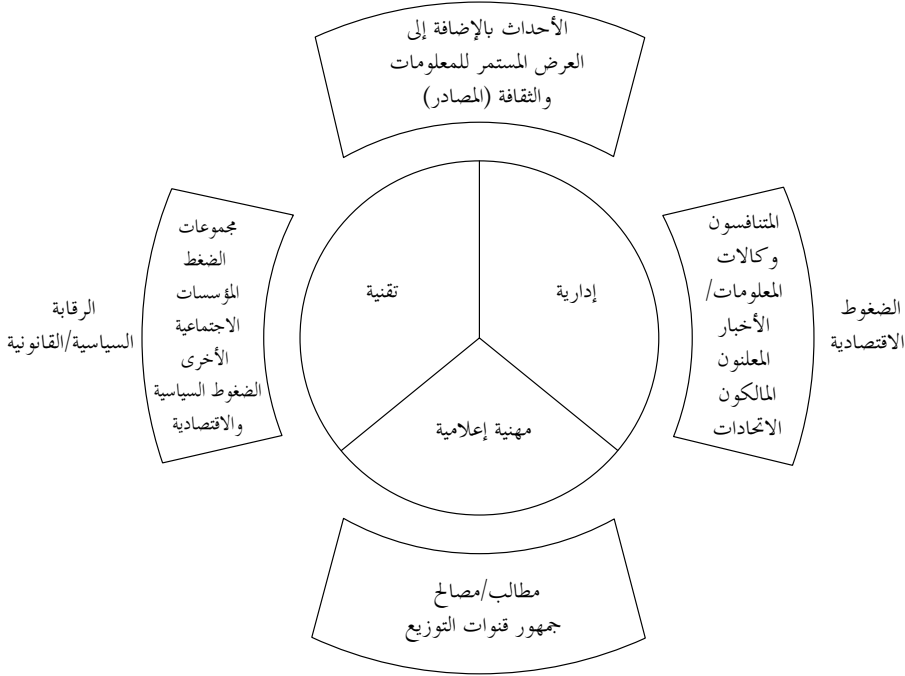 الأحداث بالإضافة إلى
العرض المستمر للمعلومات
والثقافة (المصادر)
الضغوط
الاقتصادية
المتنافسون
وكالات
المعلومات/
الأخبار
المعلنون
المالكون
الاتحادات
إدارية
تقنية
مهنية إعلامية
مجموعات
الضغط
المؤسسات
الاجتماعية
الأخرى
الضغوط السياسية
والاقتصادية
الرقابة
السياسية/القانونية
مطالب/مصالح
جمهور قنوات التوزيع